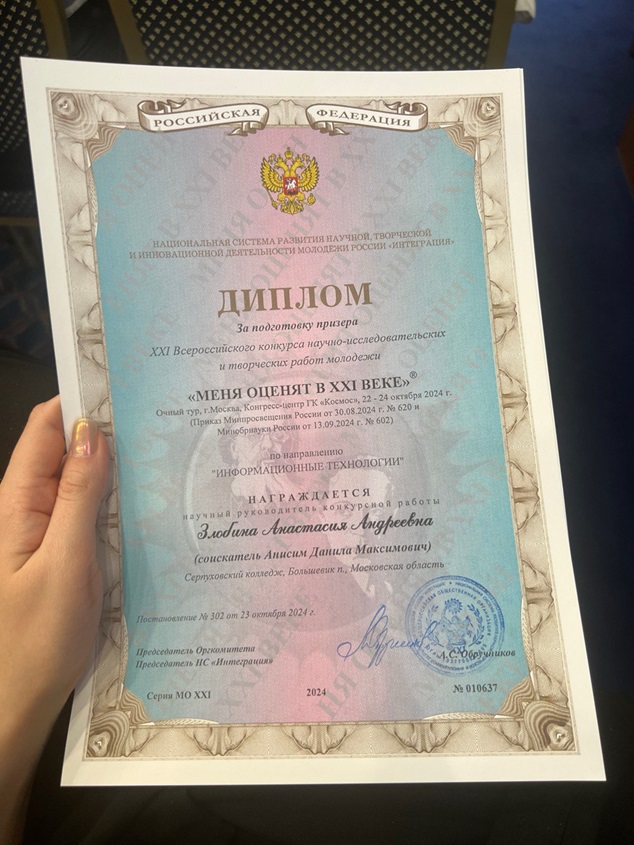 РОССИЙСКАЯ ФЕДЕРАЦИЯ
НАЦИОНАЛЬНАЯ СИСТЕМА РАЗВИТИЯ НАУЧНОЙ, ТВОРЧЕСКОЙ
И ИННОВАЦИОННОЙ ДЕЯТЕЛЬНОСТИ МОЛОДЕЖИ РОССИИ «ИНТЕГРАЦИЯ»
ДИПЛОМ
За подготовку призера
XXI Всероссийского конкурса научно-исследовательских
и творческих работ молодежи
«МЕНЯ ОЦЕНЯТ В XXI ВЕКЕ»®
Очный тур, г.Москва, Конгресс-центр ГК «Космос», 22 - 24 октября 2024 г.
(Приказ Минпросвещения России от 30.08.2024 г. № 620 и
Минобрнауки России от 13.09.2024 г. № 602)
по направлению
"ИНФОРМАЦИОННЫЕ ТЕХНОЛОГИИ"
НАГРАЖДАЕТСЯ
научный руководитель конкурсной работы
Злобина Анастасия Андреевна
(соискатель Анисим Данила Максимович)
Серпуховский колледж, Большевик п., Московская область
Постановление № 302 от 23 октября 2024 г.
Председатель Оргкомитета
Председатель НС «Интеграция»
А.С. Обручников
Серия МО XXI 2024 № 010637